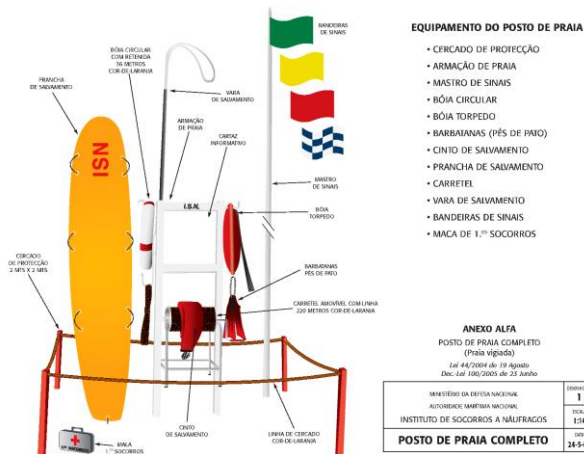 BANDEIRAS
DE SINAIS
BÓIA CIRCULAR
COM RETENIDA
36 METROS
COR-DE-LARANJA
VARA
DE SALVAMENTO
PRANCHA
DE SALVAMENTO
ARMAÇÃO
DE PRAIA
CARTAZ
INFORMATIVO
ISN
MASTRO
DE SINAIS
I.S.N.
BÓIA
TORPEDO
CERCADO
DE PROTECÇÃO
2 MTS X 2 MTS
BARBATANAS
PÉS DE PATO
CARRETEL AMOVÍVEL COM LINHA
220 METROS COR-DE-LARANJA
CINTO
DE SALVAMENTO
LINHA DE CERCADO
COR-DE-LARANJA
MALA
1.ºs SOCORROS
EQUIPAMENTO DO POSTO DE PRAIA
• CERCADO DE PROTECÇÃO
• ARMAÇÃO DE PRAIA
• MASTRO DE SINAIS
• BÓIA CIRCULAR
• BÓIA TORPEDO
• BARBATANAS (PÉS DE PATO)
• CINTO DE SALVAMENTO
• PRANCHA DE SALVAMENTO
• CARRETEL
• VARA DE SALVAMENTO
• BANDEIRAS DE SINAIS
• MACA DE 1.ºs SOCORROS
ANEXO ALFA
POSTO DE PRAIA COMPLETO
(Praia vigiada)
Lei 44/2004 de 19 Agosto
Dec.-Lei 100/2005 de 23 Junho
MINISTÉRIO DA DEFESA NACIONAL
AUTORIDADE MARÍTIMA NACIONAL
INSTITUTO DE SOCORROS A NÁUFRAGOS
POSTO DE PRAIA COMPLETO
1